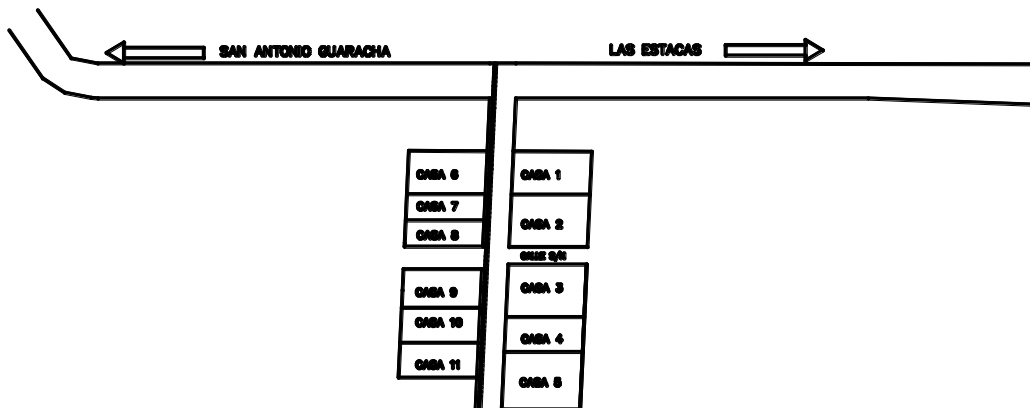 SAN ANTONIO GUARACHA
LAS ESTACAS
CASA 6
CASA 7
CASA 8
CASA 9
CASA 10
CASA 11
CASA 1
CASA 2
CALLE S/N
CASA 3
CASA 4
CASA 5